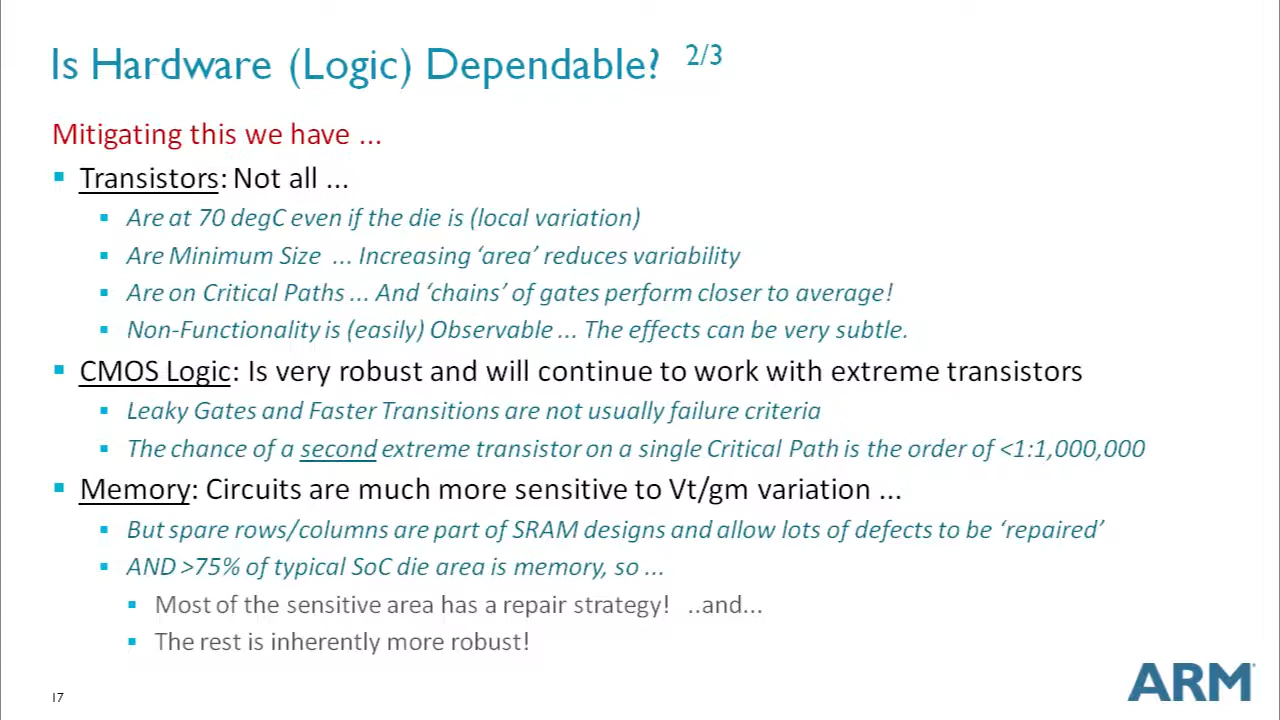 Is Hardware (Logic) Dependable? 2/3
Mitigating this we have ...
Transistors: Not all ...
Are at 70 degC even if the die is (local variation)
Are Minimum Size ... Increasing ‘area’ reduces variability
Are on Critical Paths ... And ‘chains’ of gates perform closer to average!
Non-Functionality is (easily) Observable ... The effects can be very subtle.
CMOS Logic: Is very robust and will continue to work with extreme transistors
Leaky Gates and Faster Transitions are not usually failure criteria
The chance of a second extreme transistor on a single Critical Path is the order of <1:1,000,000
Memory: Circuits are much more sensitive to Vt/gm variation ...
But spare rows/columns are part of SRAM designs and allow lots of defects to be ‘repaired’
AND >75% of typical SoC die area is memory, so ...
Most of the sensitive area has a repair strategy! ..and...
The rest is inherently more robust!
17
ARM